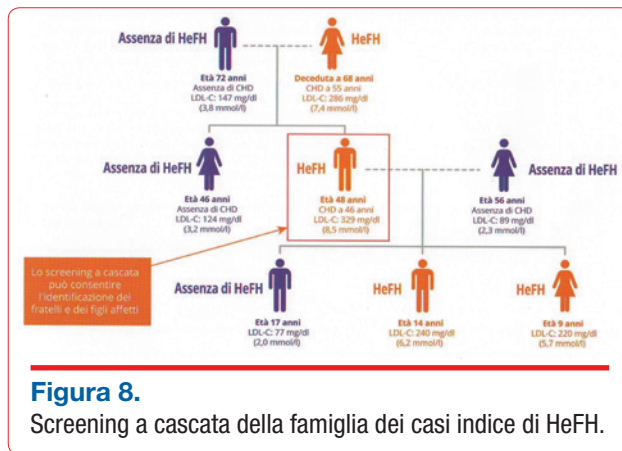 Assenza di HeFH
HeFH
Età 72 anni
Assenza di CHD
LDL-C: 147 mg/dl
(3,8 mmol/l)
Deceduta a 68 anni
CHD a 55 anni
LDL-C: 286 mg/dl
(7,4 mmol/l)
Assenza di HeFH
HeFH
Assenza di HeFH
Età 46 anni
Assenza di CHD
LDL-C: 124 mg/dl
(3,2 mmol/l)
Età 48 anni
CHD a 46 anni
LDL-C: 329 mg/dl
(8,5 mmol/l)
Età 56 anni
Assenza di CHD
LDL-C: 89 mg/dl
(2,3 mmol/l)
Lo screening a cascata
può consentire
l'identificazione dei
fratelli e dei figli affetti
Assenza di HeFH
HeFH
HeFH
Età 17 anni
LDL-C: 77 mg/dl
(2,0 mmol/l)
Età 14 anni
LDL-C: 240 mg/dl
(6,2 mmol/l)
Età 9 anni
LDL-C: 220 mg/dl
(5,7 mmol/l)
Figura 8.
Screening a cascata della famiglia dei casi indice di HeFH.